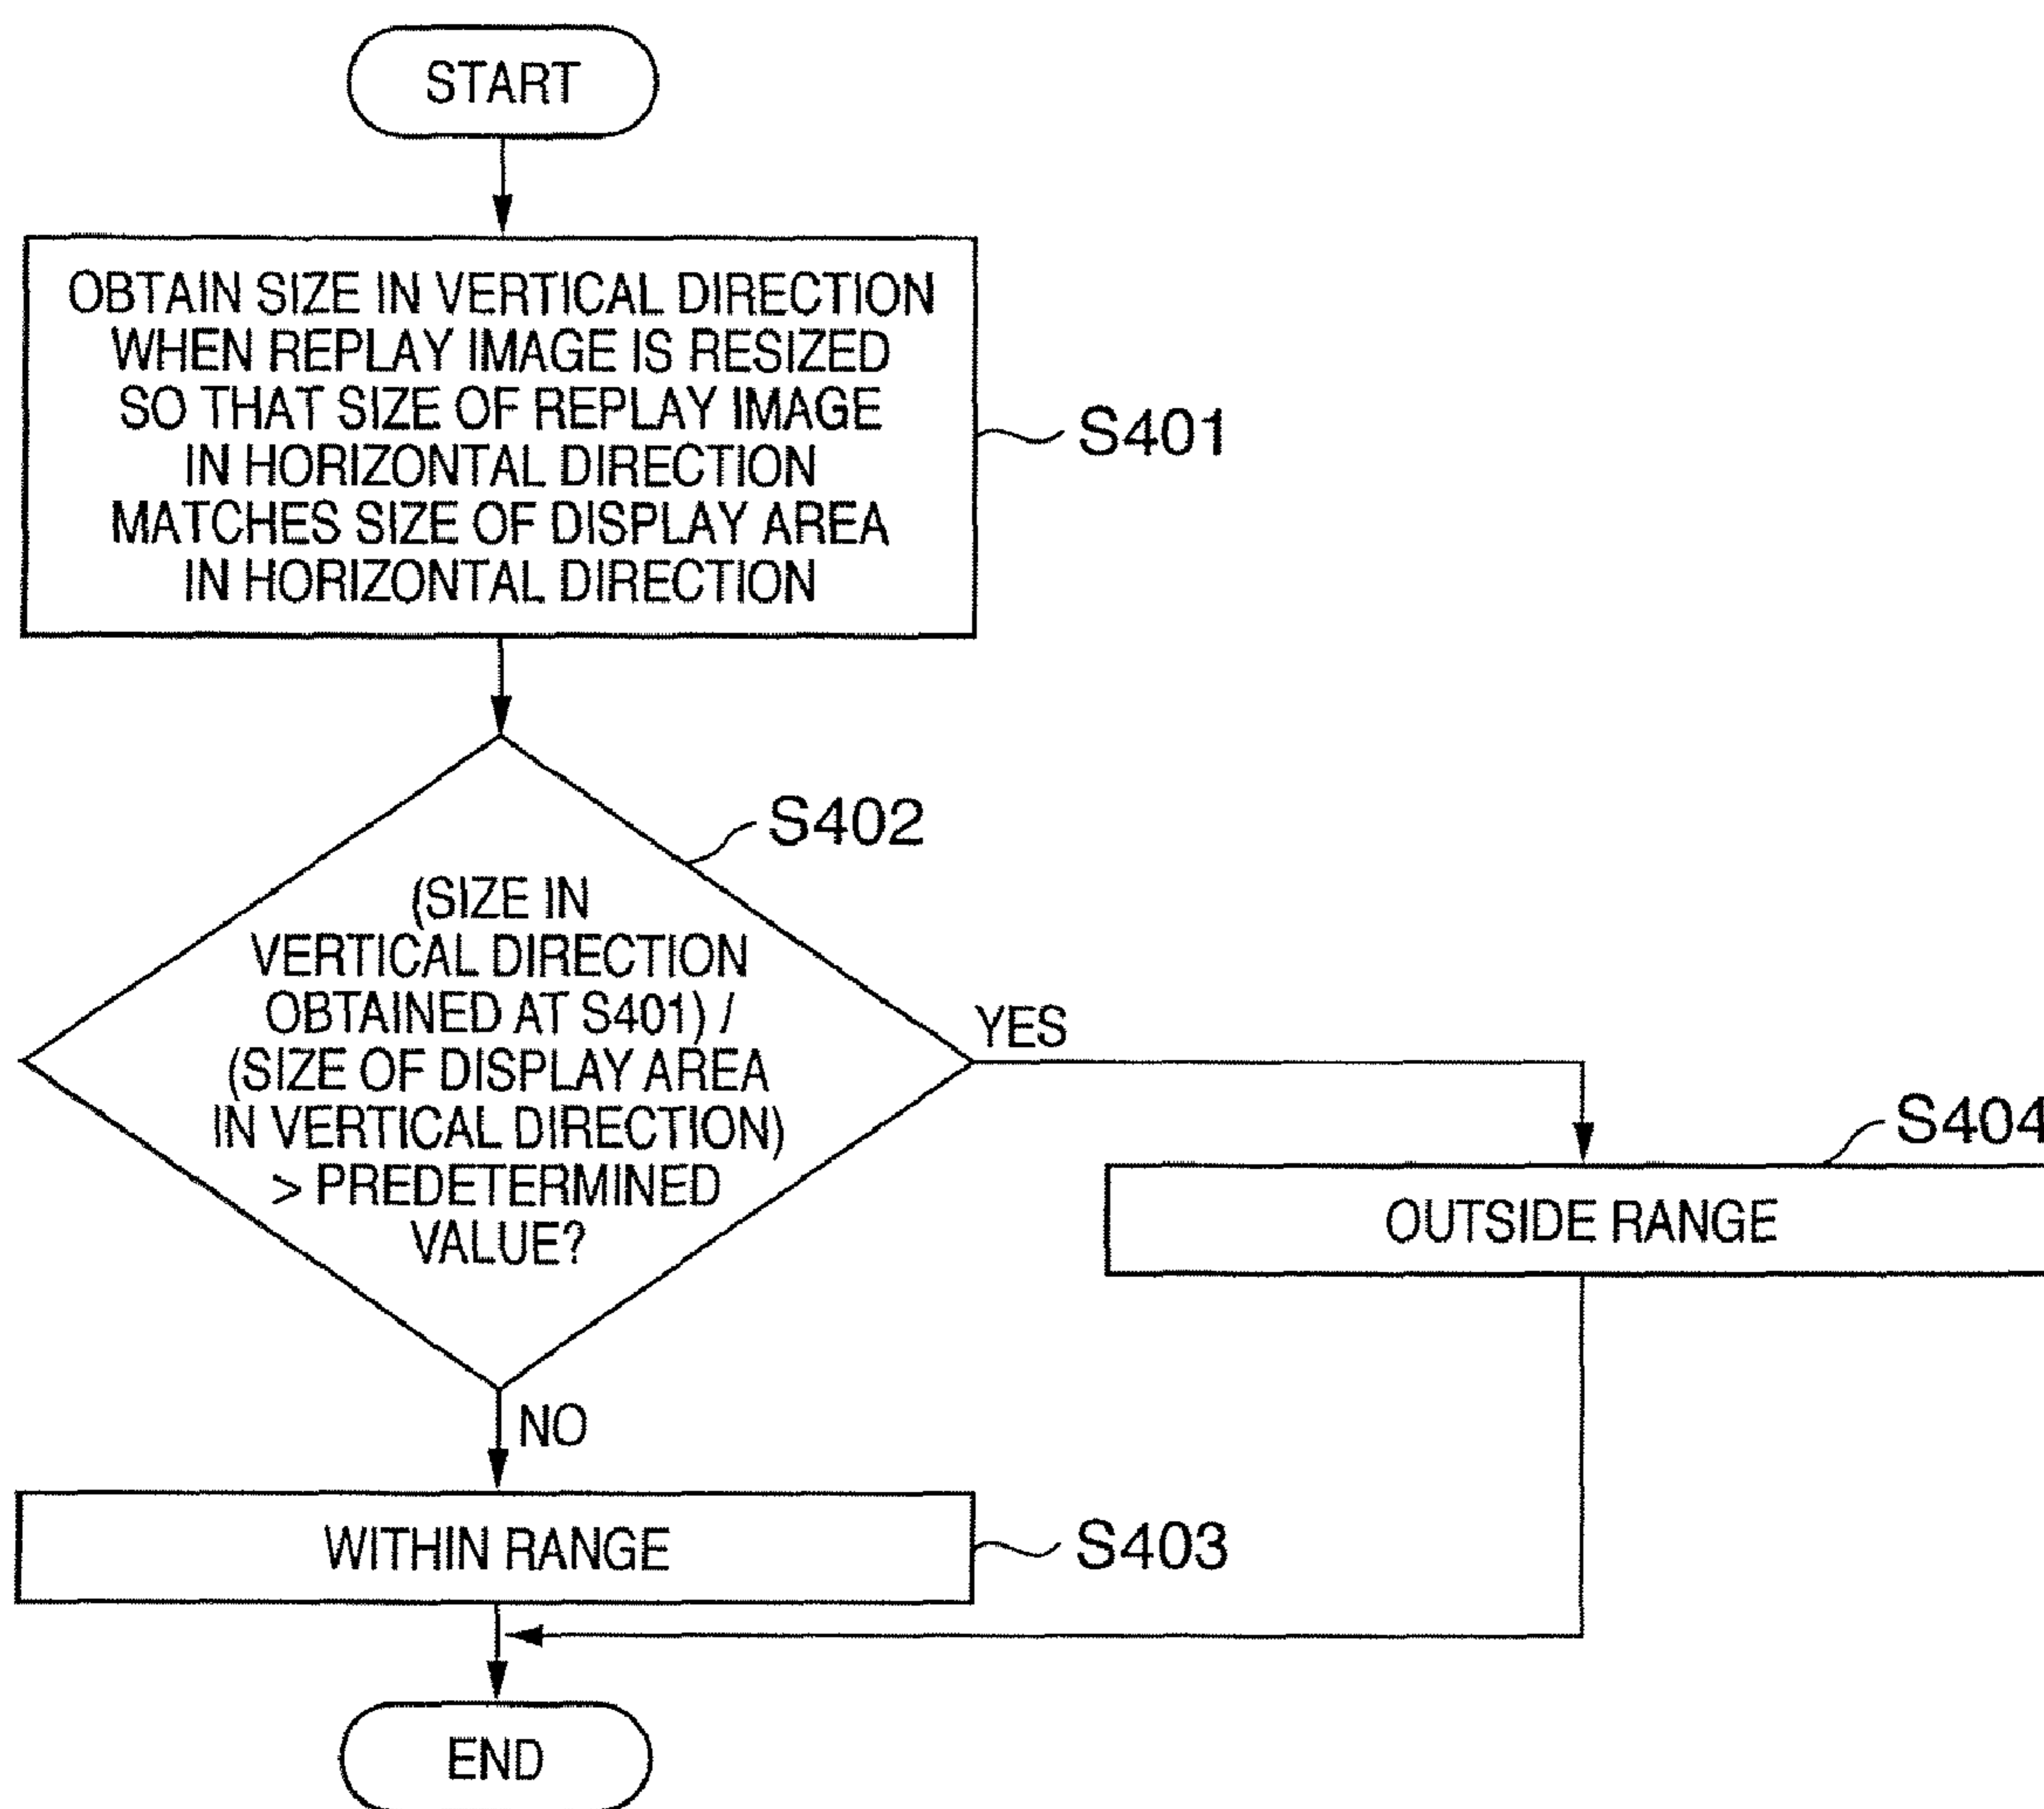 START
OBTAIN SIZE IN VERTICAL DIRECTION
WHEN REPLAY IMAGE IS RESIZED
SO THAT SIZE OF REPLAY IMAGE
IN HORIZONTAL DIRECTION
MATCHES SIZE OF DISPLAY AREA
IN HORIZONTAL DIRECTION
S401
S402
(SIZE IN
VERTICAL DIRECTION
OBTAINED AT S401) /
(SIZE OF DISPLAY AREA
IN VERTICAL DIRECTION)
> PREDETERMINED
VALUE?
YES
S404
OUTSIDE RANGE
NO
WITHIN RANGE
S403
END